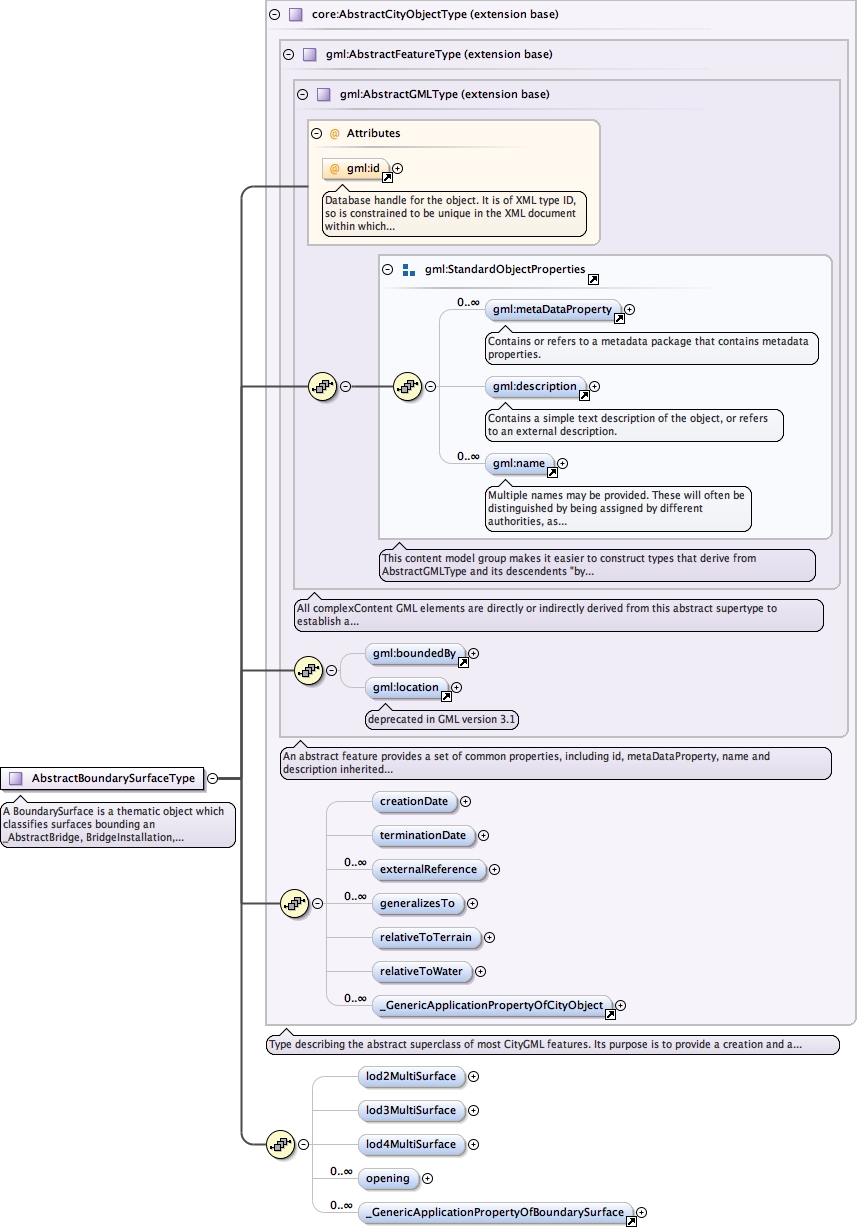 core:AbstractCityObjectType (extension base)
gml:AbstractFeatureType (extension base)
gml:AbstractGMLType (extension base)
@ Attributes
@ gml:id
Database handle for the object. It is of XML type ID,
so is constrained to be unique in the XML document
within which...
gml:StandardObjectProperties
0..∞
gml:metaDataProperty
Contains or refers to a metadata package that contains metadata
properties.
gml:description
Contains a simple text description of the object, or refers
to an external description.
0..∞
gml:name
Multiple names may be provided. These will often be
distinguished by being assigned by different
authorities, as...
This content model group makes it easier to construct types that derive from
AbstractGMLType and its descendents "by...
All complexContent GML elements are directly or indirectly derived from this abstract supertype to
establish a...
gml:boundedBy
gml:location
deprecated in GML version 3.1
An abstract feature provides a set of common properties, including id, metaDataProperty, name and
description inherited...
AbstractBoundarySurfaceType
A BoundarySurface is a thematic object which
classifies surfaces bounding an
_AbstractBridge, BridgeInstallation,...
creationDate
terminationDate
0..∞
externalReference
0..∞
generalizesTo
relativeToTerrain
relativeToWater
0..∞
_GenericApplicationPropertyOfCityObject
Type describing the abstract superclass of most CityGML features. Its purpose is to provide a creation and a...
lod2MultiSurface
lod3MultiSurface
lod4MultiSurface
0..∞
opening
0..∞
_GenericApplicationPropertyOfBoundarySurface